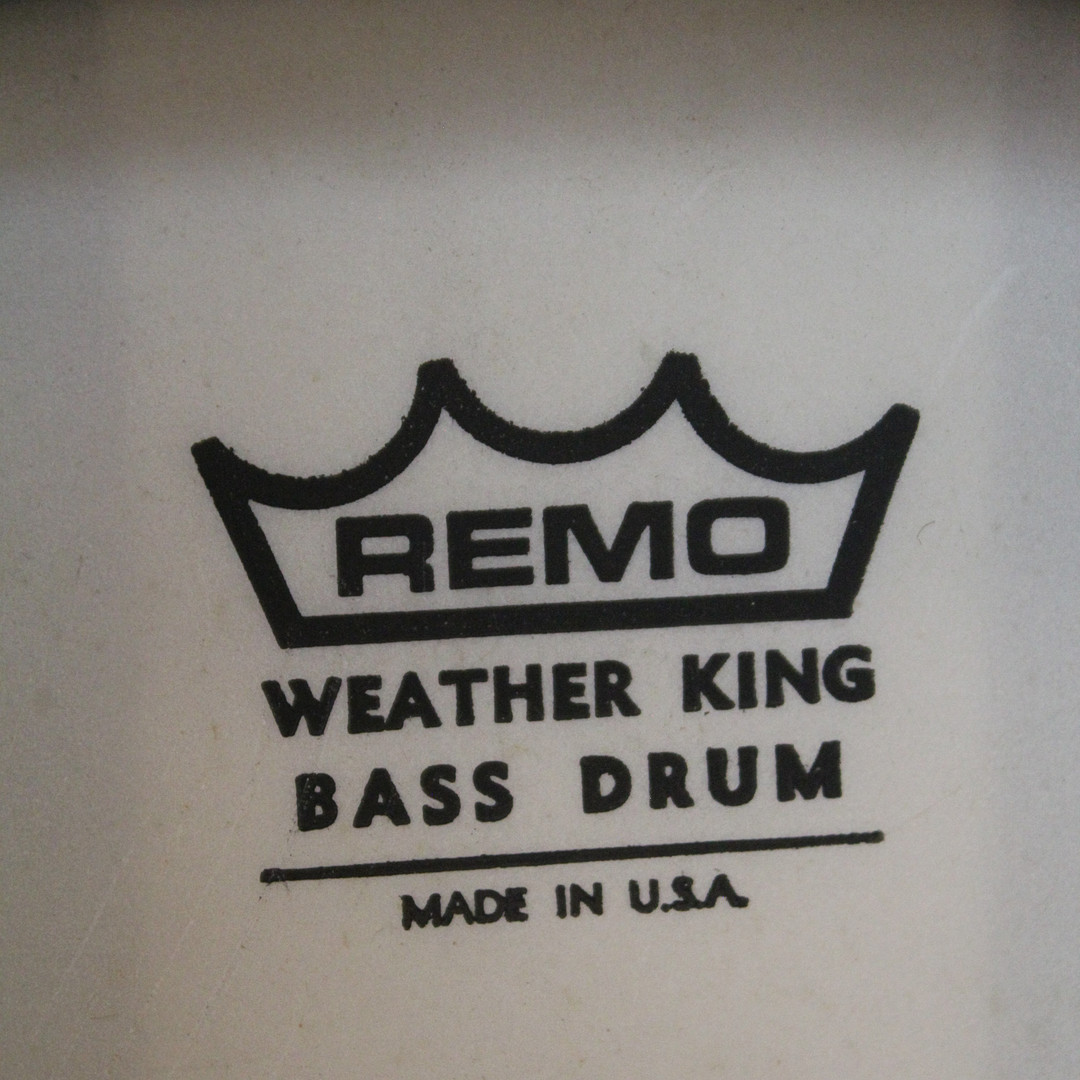 REMO
WEATHER KING
BASS DRUM
MADE IN U.S.A.